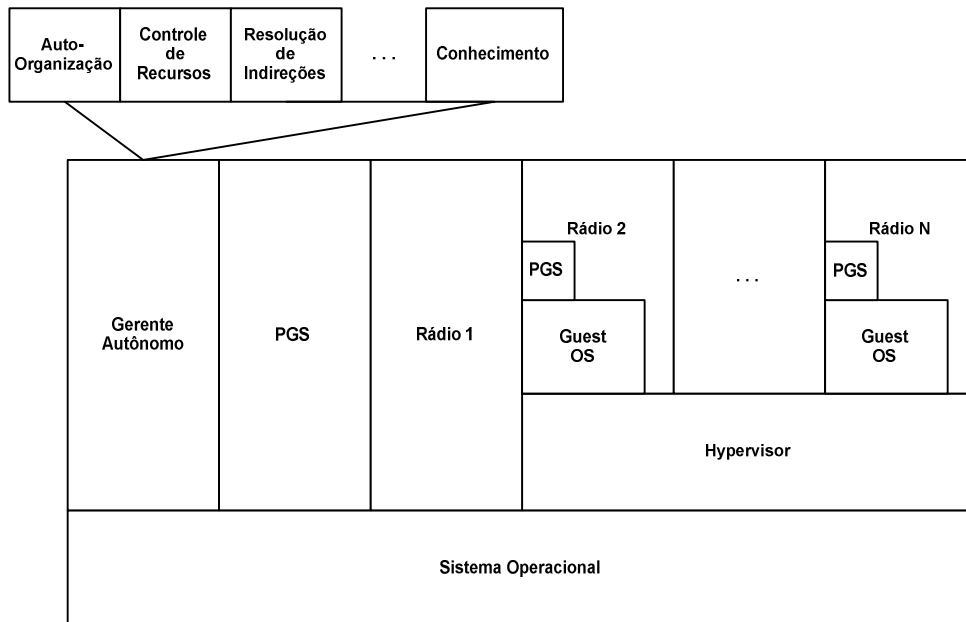 Auto-
Organização
Controle
de
Recursos
Resolução
de
Indireções
. . .
Conhecimento
Gerente
Autônomo
PGS
Rádio 1
Rádio 2
PGS
Guest
OS
. . .
Rádio N
PGS
Guest
OS
Hypervisor
Sistema Operacional